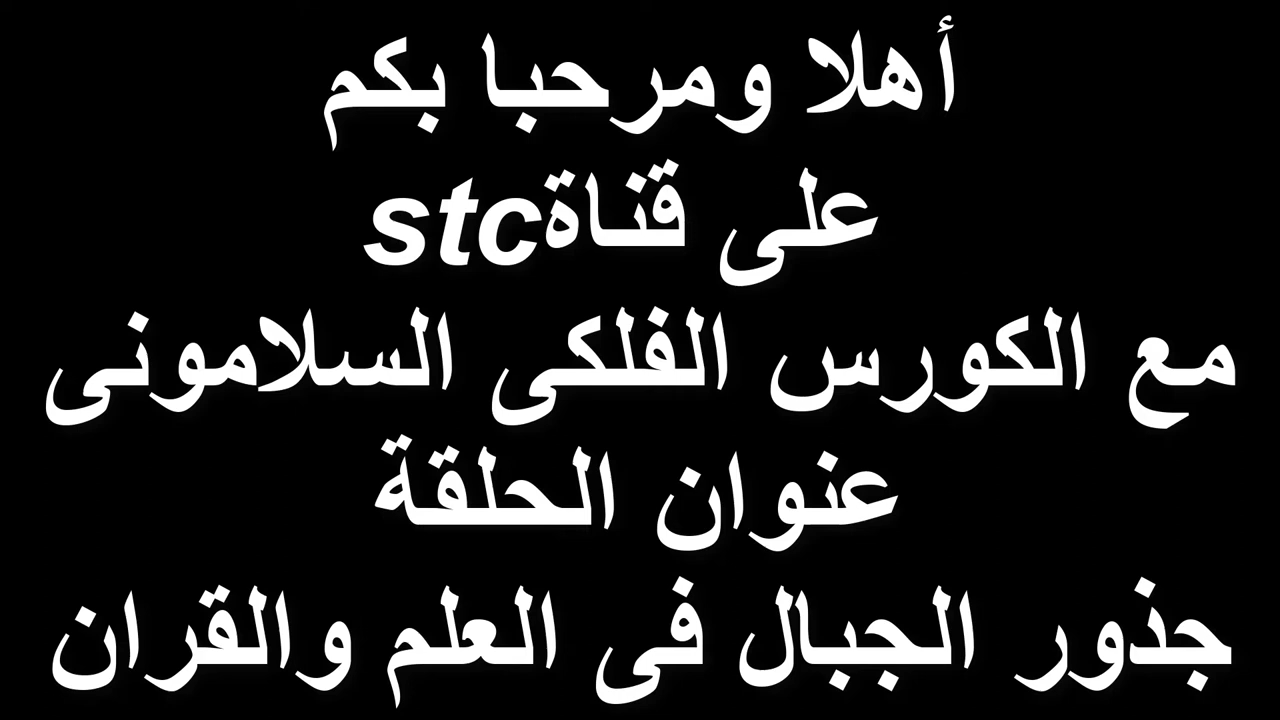 أهلا ومرحبا بكم
على قناةstc
مع الكورس الفلكى السلامونى
عنوان الحلقة
جذور الجبال فى العلم والقران